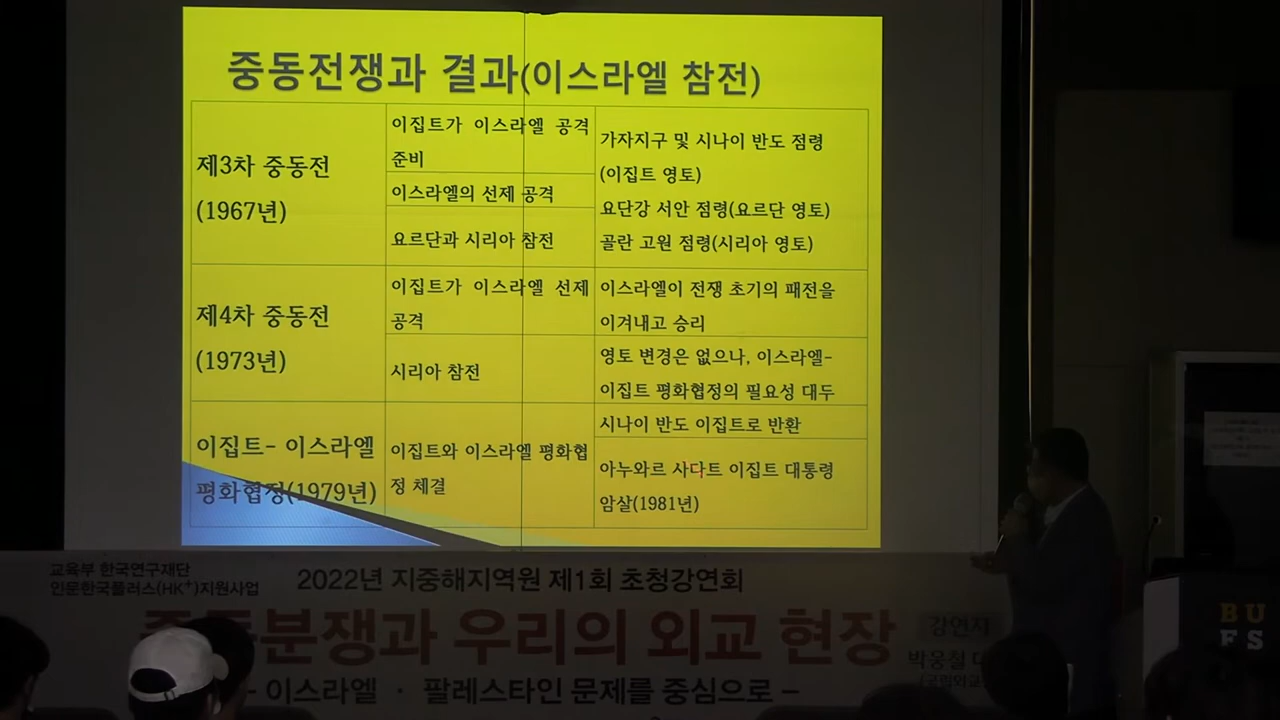 중동전쟁과 결과(이스라엘 참전)
제3차 중동전
(1967년)
이집트가 이스라엘 공격
준비
이스라엘의 선제 공격
요르단과 시리아 참전
가자지구 및 시나이 반도 점령
(이집트 영토)
요단강 서안 점령(요르단 영토)
골란 고원 점령(시리아 영토)
제4차 중동전
(1973년)
이집트가 이스라엘 선제
공격
시리아 참전
이스라엘이 전쟁 초기의 패전을
이겨내고 승리
영토 변경은 없으나, 이스라엘-
이집트 평화협정의 필요성 대두
이집트- 이스라엘
평화협정(1979년)
이집트와 이스라엘 평화협
정 체결
시나이 반도 이집트로 반환
아누와르 사다트 이집트 대통령
암살(1981년)
교육부 한국연구재단
인문한국플러스(HK+)지원사업
2022년 지중해지역원 제1회 초청강연회
중동분쟁과 우리의 외교 현장
- 이스라엘 · 팔레스타인 문제를 중심으로 -
강연자
박웅철
BU
FS